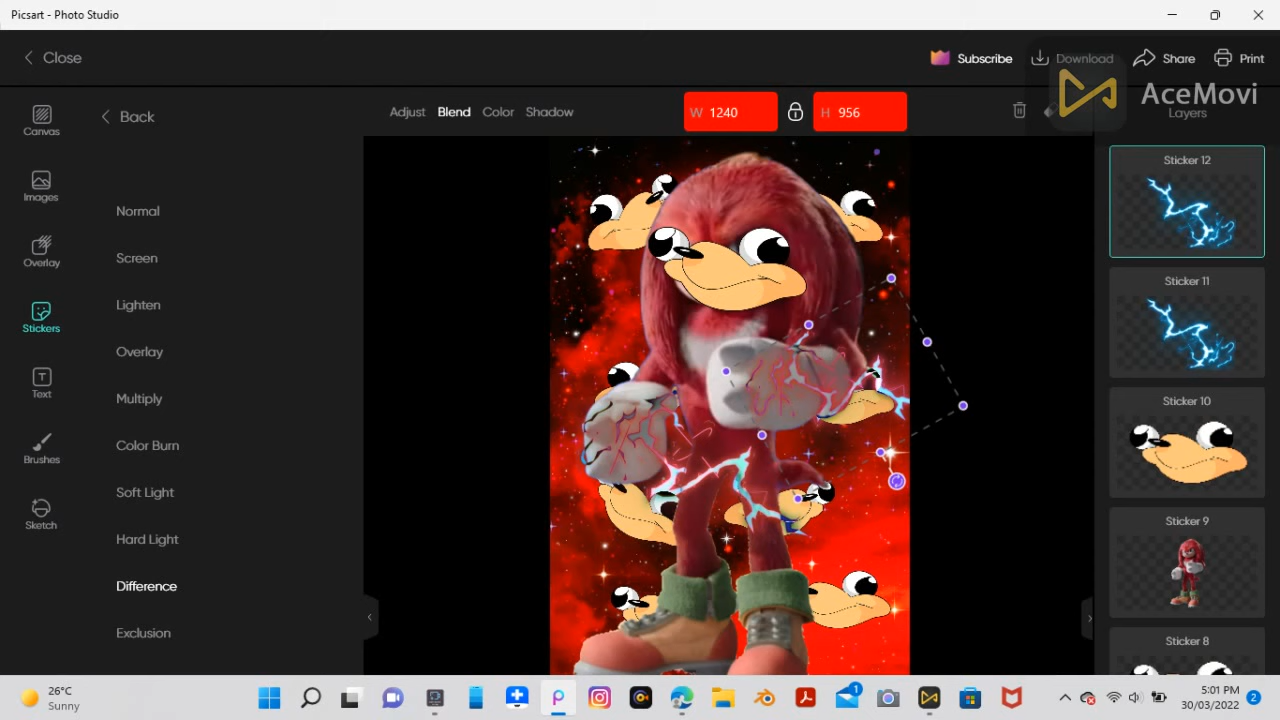 Picsart - Photo Studio
Close
Subscribe
Download
Share
Print
AceMovi
Canvas
Back
Adjust Blend Color Shadow
W 1240
H 956
Layers
Images
Overlay
Stickers
Text
Brushes
Sketch
Normal
Screen
Lighten
Overlay
Multiply
Color Burn
Soft Light
Hard Light
Difference
Exclusion
Sticker 12
Sticker 11
Sticker 10
Sticker 9
Sticker 8
26°C
Sunny
1
5:01 PM
30/03/2022
2